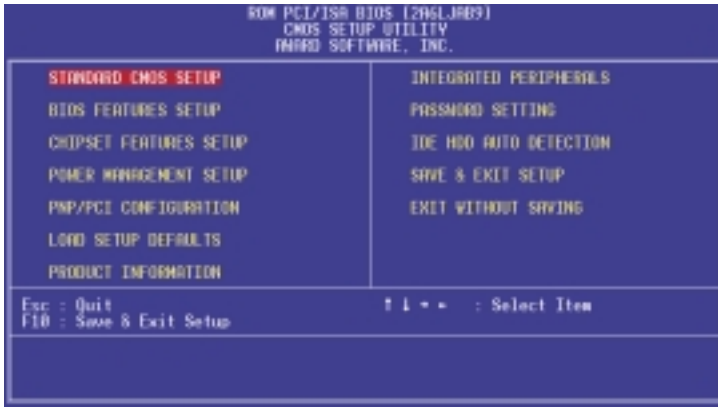 ROM PCI/ISA BIOS (2A6LJAB9)
CMOS SETUP UTILITY
AWARD SOFTWARE, INC.
STANDARD CMOS SETUP
BIOS FEATURES SETUP
CHIPSET FEATURES SETUP
POWER MANAGEMENT SETUP
PNP/PCI CONFIGURATION
LOAD SETUP DEFAULTS
PRODUCT INFORMATION
INTEGRATED PERIPHERALS
PASSWORD SETTING
IDE HDD AUTO DETECTION
SAVE & EXIT SETUP
EXIT WITHOUT SAVING
Esc : Quit
F10 : Save & Exit Setup
↑ ↓ → ← : Select Item